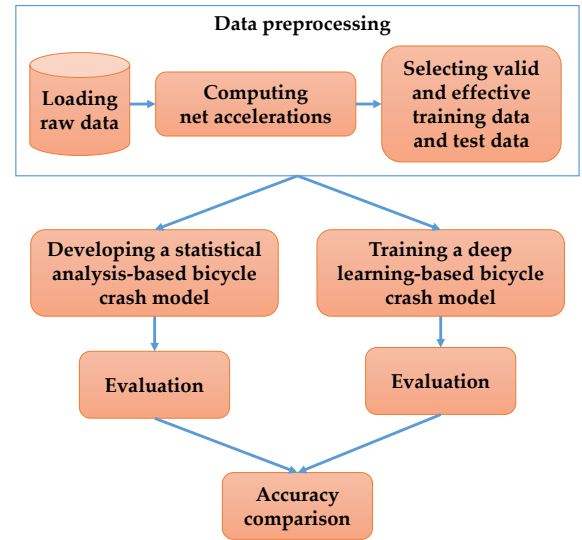 Data preprocessing
Loading
raw data
Computing
net accelerations
Selecting valid
and effective
training data
and test data
Developing a statistical
analysis-based bicycle
crash model
Training a deep
learning-based bicycle
crash model
Evaluation
Evaluation
Accuracy
comparison